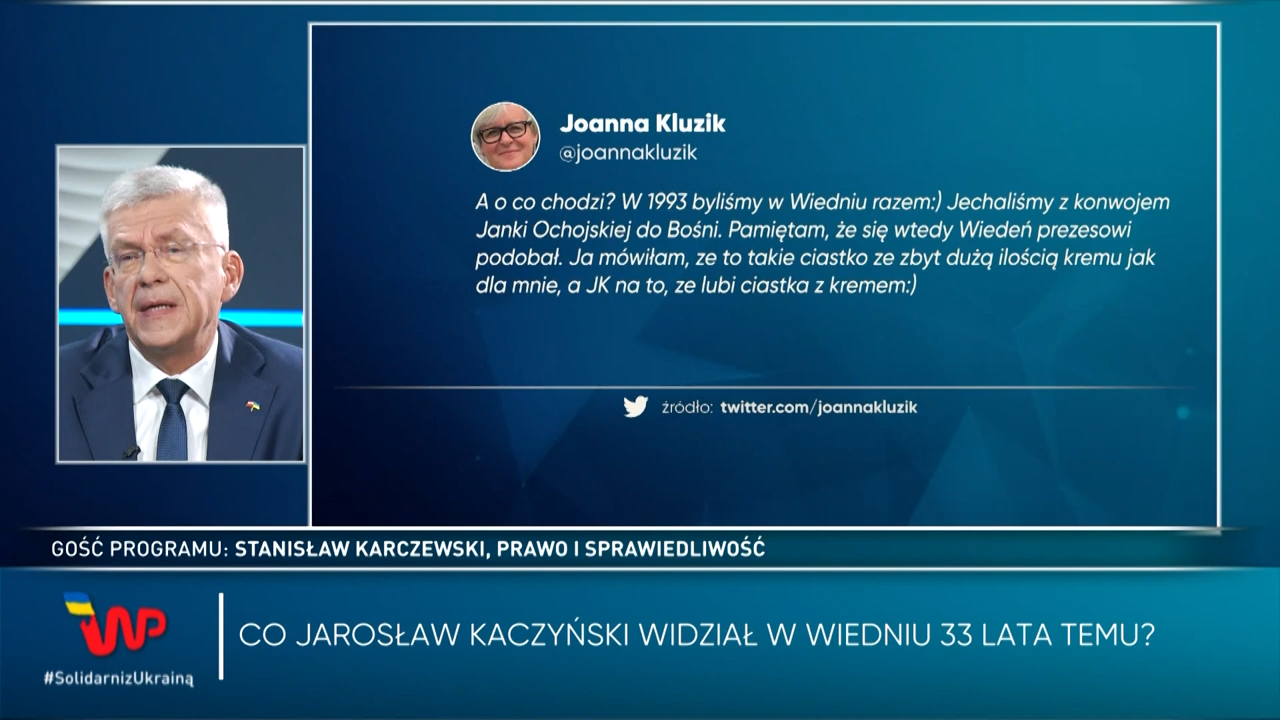 Joanna Kluzik
@joannakluzik
A o co chodzi? W 1993 byliśmy w Wiedniu razem:) Jechaliśmy z konwojem
Janki Ochojskiej do Bośni. Pamiętam, że się wtedy Wiedeń prezesowi
podobał. Ja mówiłam, ze to takie ciastko ze zbyt dużą ilością kremu jak
dla mnie, a JK na to, ze lubi ciastka z kremem:)
źródło: twitter.com/joannakluzik
GOŚĆ PROGRAMU: STANISŁAW KARCZEWSKI, PRAWO I SPRAWIEDLIWOŚĆ
WP
#SolidarnizUkrainą
CO JAROSŁAW KACZYŃSKI WIDZIAŁ W WIEDNIU 33 LATA TEMU?